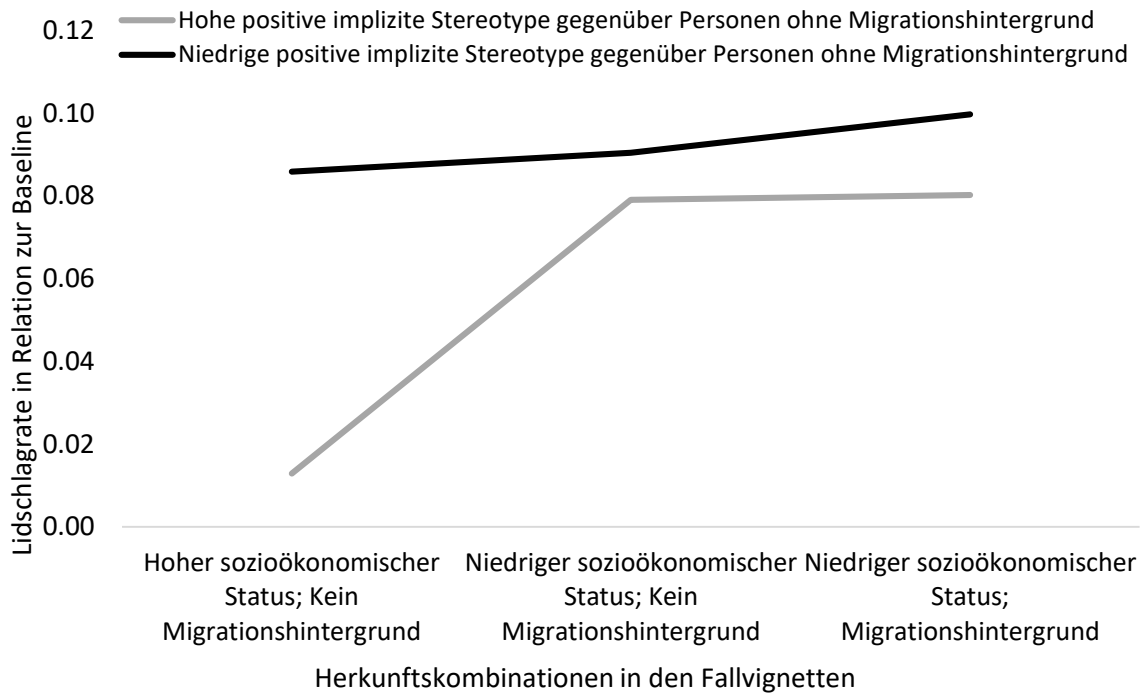 Hohe positive implizite Stereotype gegenüber Personen ohne Migrationshintergrund
Niedrige positive implizite Stereotype gegenüber Personen ohne Migrationshintergrund
Lidschlagrate in Relation zur Baseline
0.12
0.10
0.08
0.06
0.04
0.02
0.00
Hoher sozioökonomischer
Status; Kein
Migrationshintergrund
Niedriger sozioökonomischer
Status; Kein
Migrationshintergrund
Niedriger sozioökonomischer
Status;
Migrationshintergrund
Herkunftskombinationen in den Fallvignetten